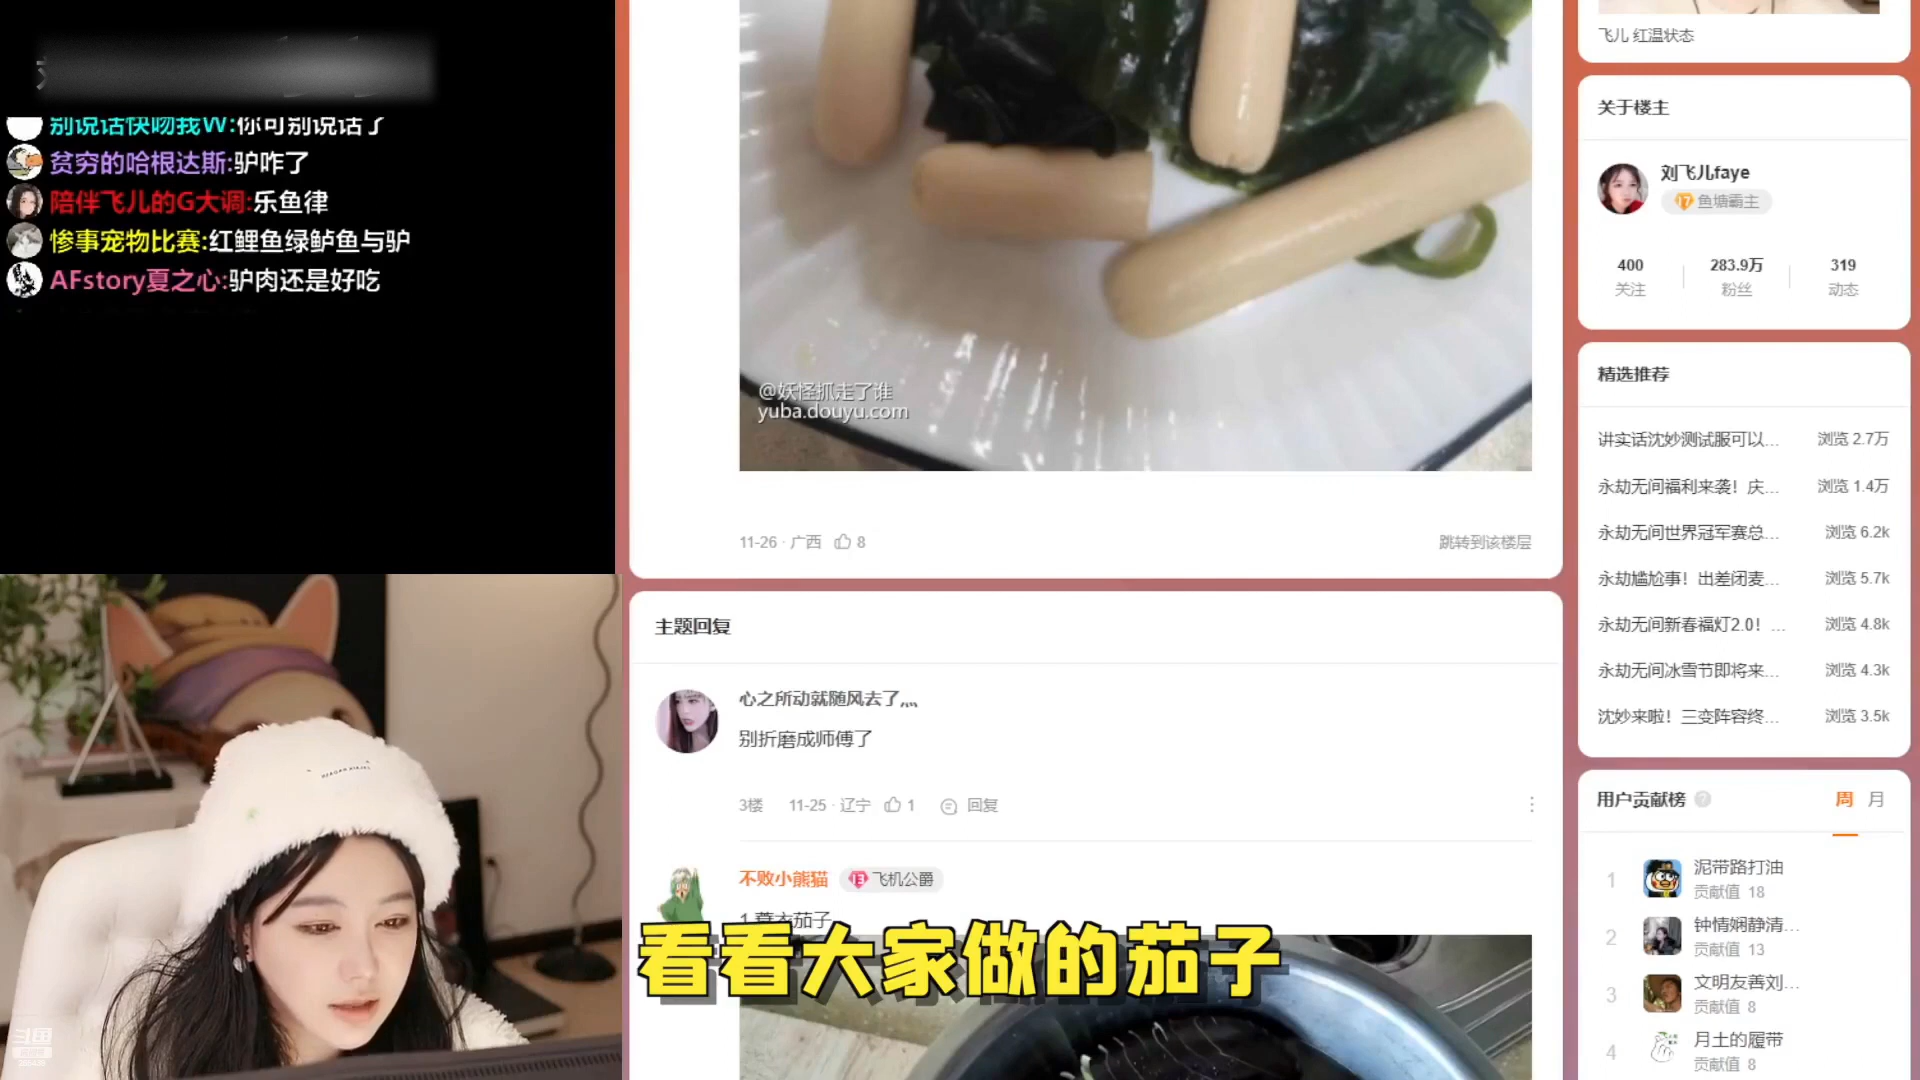 别说话快吻我W:你可别说话了
贫穷的哈根达斯:驴咋了
陪伴飞儿的G大调:乐鱼律
惨事宠物比赛:红鲤鱼绿鲈鱼与驴
AFstory夏之心:驴肉还是好吃
@妖怪抓走了谁
yuba.douyu.com
11-26 · 广西 8
跳转到该楼层
主题回复
心之所动就随风去了灬
别折磨成师傅了
3楼 11-25 · 辽宁 1 回复
不败小熊猫 13 飞机公爵
1.蓑衣茄子
看看大家做的茄子
飞儿 红温状态
关于楼主
刘飞儿faye
17 鱼塘霸主
400 283.9万 319
关注 粉丝 动态
精选推荐
讲实话沈妙测试服可以... 浏览 2.7万
永劫无间福利来袭！庆... 浏览 1.4万
永劫无间世界冠军赛总... 浏览 6.2k
永劫尴尬事！出差闭麦... 浏览 5.7k
永劫无间新春福灯2.0！... 浏览 4.8k
永劫无间冰雪节即将来... 浏览 4.3k
沈妙来啦！三变阵容终... 浏览 3.5k
用户贡献榜 ? 周 月
1 泥带路打油
贡献值 18
2 钟情娴静清...
贡献值 13
3 文明友善刘...
贡献值 8
4 月土的履带
贡献值 8
斗鱼